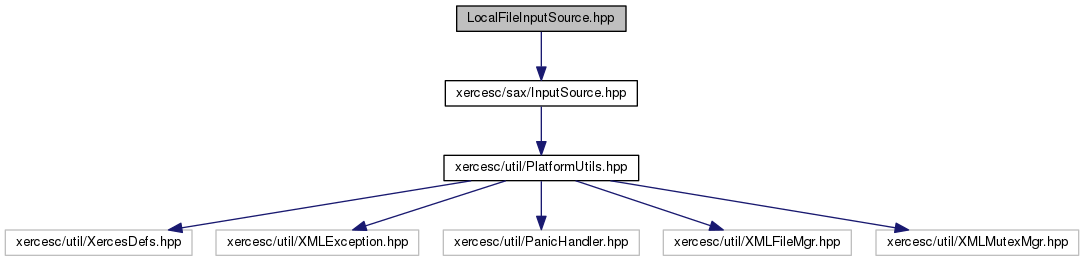 LocalFileInputSource.hpp
xercesc/sax/InputSource.hpp
xercesc/util/PlatformUtils.hpp
xercesc/util/XercesDefs.hpp
xercesc/util/XMLException.hpp
xercesc/util/PanicHandler.hpp
xercesc/util/XMLFileMgr.hpp
xercesc/util/XMLMutexMgr.hpp